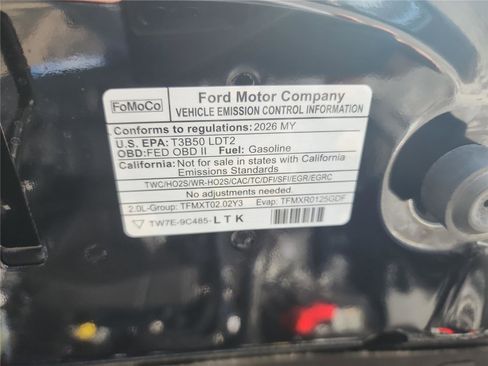 FoMoCo
Ford Motor Company
VEHICLE EMISSION CONTROL INFORMATION
Conforms to regulations: 2026 MY
U.S. EPA: T3B50 LDT2
OBD: FED OBD II Fuel: Gasoline
California: Not for sale in states with California
Emissions Standards
TWC/HO2S/WR-HO2S/CAC/TC/DFI/SFI/EGR/EGRC
No adjustments needed.
2.0L-Group: TFMXT02.02Y3 Evap: TFMXR0125GDF
TW7E-9C485-LTK